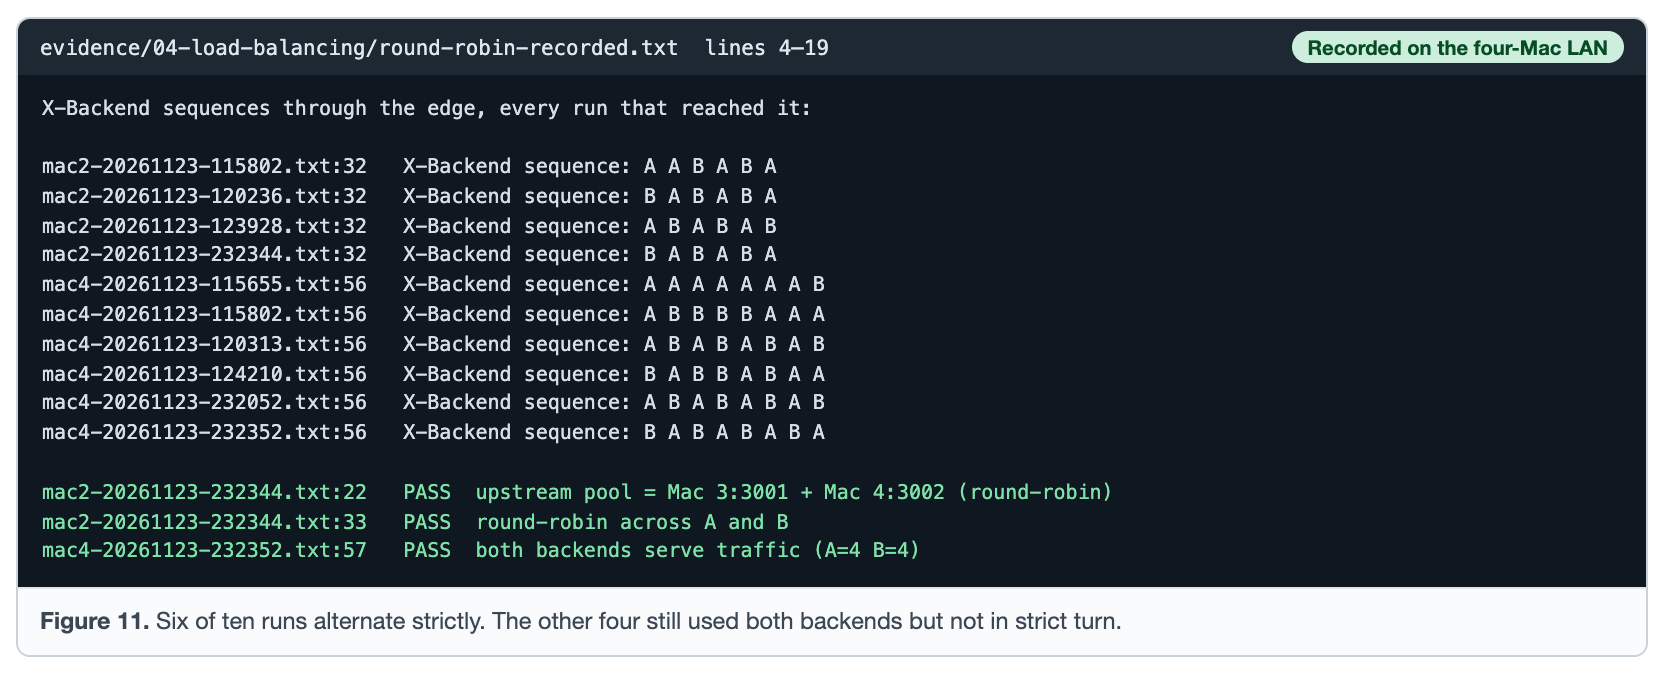 evidence/04-load-balancing/round-robin-recorded.txt lines 4–19
Recorded on the four-Mac LAN
X-Backend sequences through the edge, every run that reached it:
mac2-20261123-115802.txt:32 X-Backend sequence: A A B A B A
mac2-20261123-120236.txt:32 X-Backend sequence: B A B A B A
mac2-20261123-123928.txt:32 X-Backend sequence: A B A B A B
mac2-20261123-232344.txt:32 X-Backend sequence: B A B A B A
mac4-20261123-115655.txt:56 X-Backend sequence: A A A A A A A B
mac4-20261123-115802.txt:56 X-Backend sequence: A B B B B A A A
mac4-20261123-120313.txt:56 X-Backend sequence: A B A B A B A B
mac4-20261123-124210.txt:56 X-Backend sequence: B A B B A B A A
mac4-20261123-232052.txt:56 X-Backend sequence: A B A B A B A B
mac4-20261123-232352.txt:56 X-Backend sequence: B A B A B A B A
mac2-20261123-232344.txt:22 PASS upstream pool = Mac 3:3001 + Mac 4:3002 (round-robin)
mac2-20261123-232344.txt:33 PASS round-robin across A and B
mac4-20261123-232352.txt:57 PASS both backends serve traffic (A=4 B=4)
Figure 11. Six of ten runs alternate strictly. The other four still used both backends but not in strict turn.